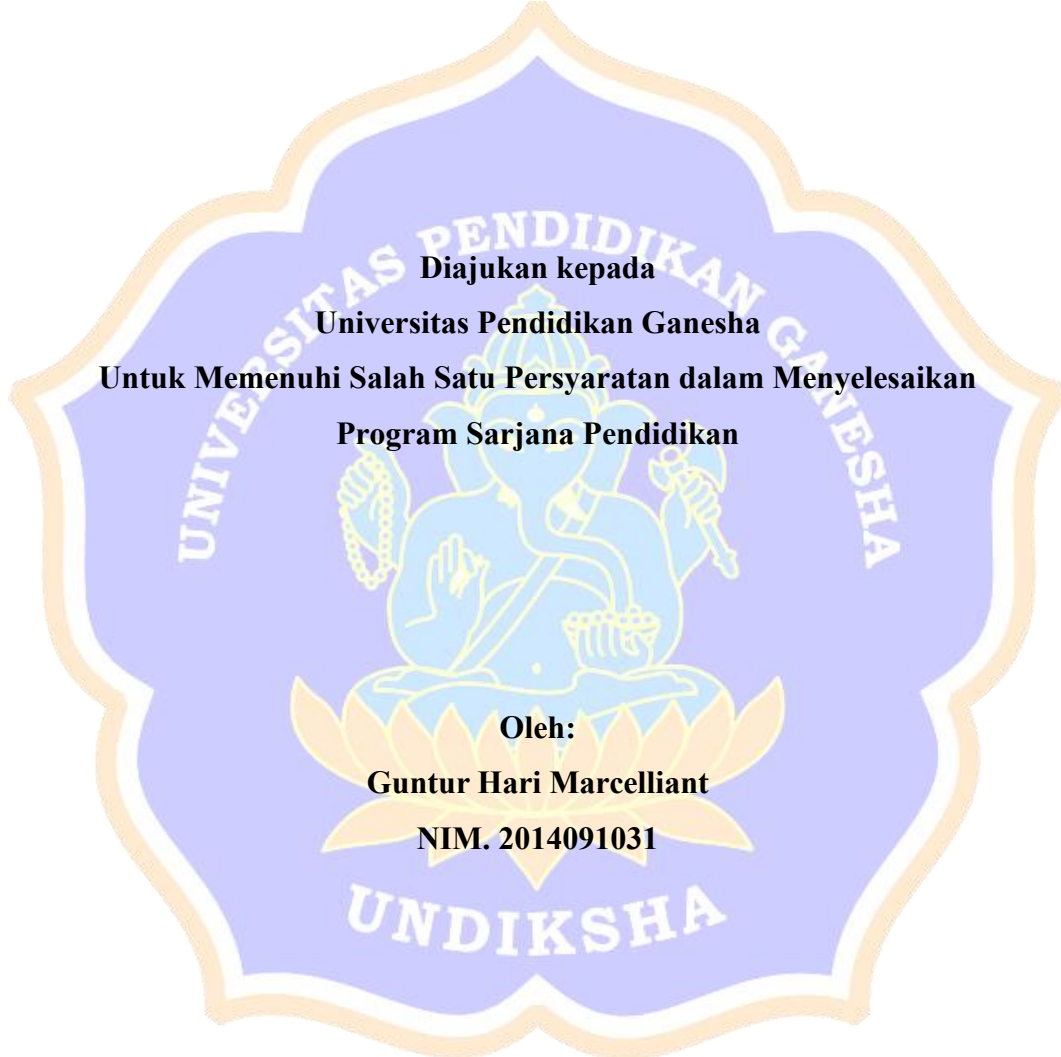 UNIVERSITAS PENDIDIKAN GANESHA
Diajukan kepada
Universitas Pendidikan Ganesha
Untuk Memenuhi Salah Satu Persyaratan dalam Menyelesaikan
Program Sarjana Pendidikan
Oleh:
Guntur Hari Marcelliant
NIM. 2014091031
UNDIKSHA